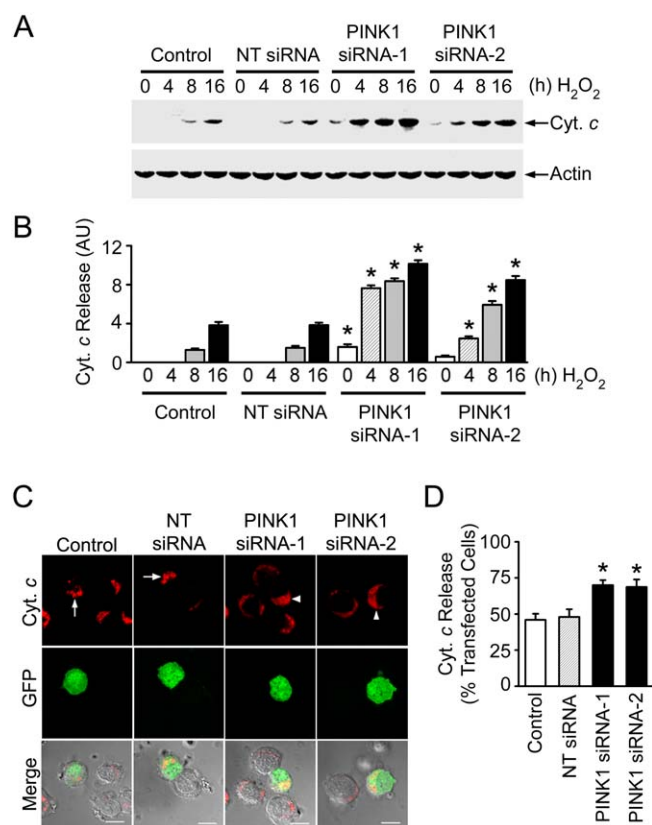 A
Control NT siRNA PINK1 siRNA-1 PINK1 siRNA-2
0 4 8 16 0 4 8 16 0 4 8 16 0 4 8 16 (h) H₂O₂
Cyt. c
Actin
B
Cyt. c Release (AU)
12
8
4
0
* * * * * * *
0 4 8 16 0 4 8 16 0 4 8 16 0 4 8 16 (h) H₂O₂
Control NT siRNA PINK1 siRNA-1 PINK1 siRNA-2
C
Control NT siRNA PINK1 siRNA-1 PINK1 siRNA-2
Cyt. c
GFP
Merge
D
Cyt. c Release
(% Transfected Cells)
100
75
50
25
0
* *
Control
NT siRNA
PINK1 siRNA-1
PINK1 siRNA-2